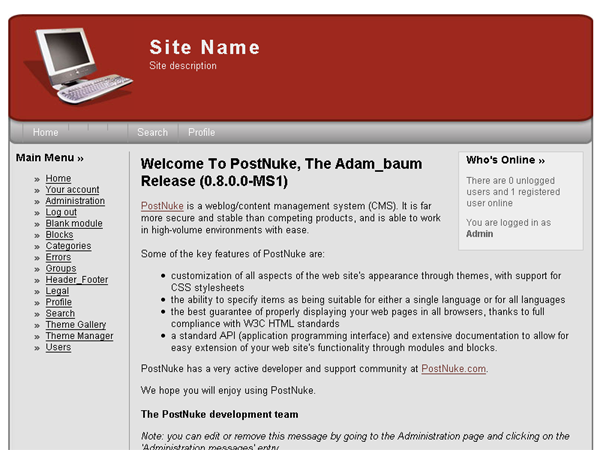 Site Name
Site description
Home
Search
Profile
Main Menu »
» Home
» Your account
» Administration
» Log out
» Blank module
» Blocks
» Categories
» Errors
» Groups
» Header_Footer
» Legal
» Profile
» Search
» Theme Gallery
» Theme Manager
» Users
Welcome To PostNuke, The Adam_baum
Release (0.8.0.0-MS1)
PostNuke is a weblog/content management system (CMS). It is far
more secure and stable than competing products, and is able to work
in high-volume environments with ease.
Some of the key features of PostNuke are:
• customization of all aspects of the web site's appearance through themes, with support for
CSS stylesheets
• the ability to specify items as being suitable for either a single language or for all languages
• the best guarantee of properly displaying your web pages in all browsers, thanks to full
compliance with W3C HTML standards
• a standard API (application programming interface) and extensive documentation to allow for
easy extension of your web site's functionality through modules and blocks.
PostNuke has a very active developer and support community at PostNuke.com.
We hope you will enjoy using PostNuke.
The PostNuke development team
Note: you can edit or remove this message by going to the Administration page and clicking on the
'Administration messages' entry
Who's Online »
There are 0 unlogged
users and 1 registered
user online
You are logged in as
Admin